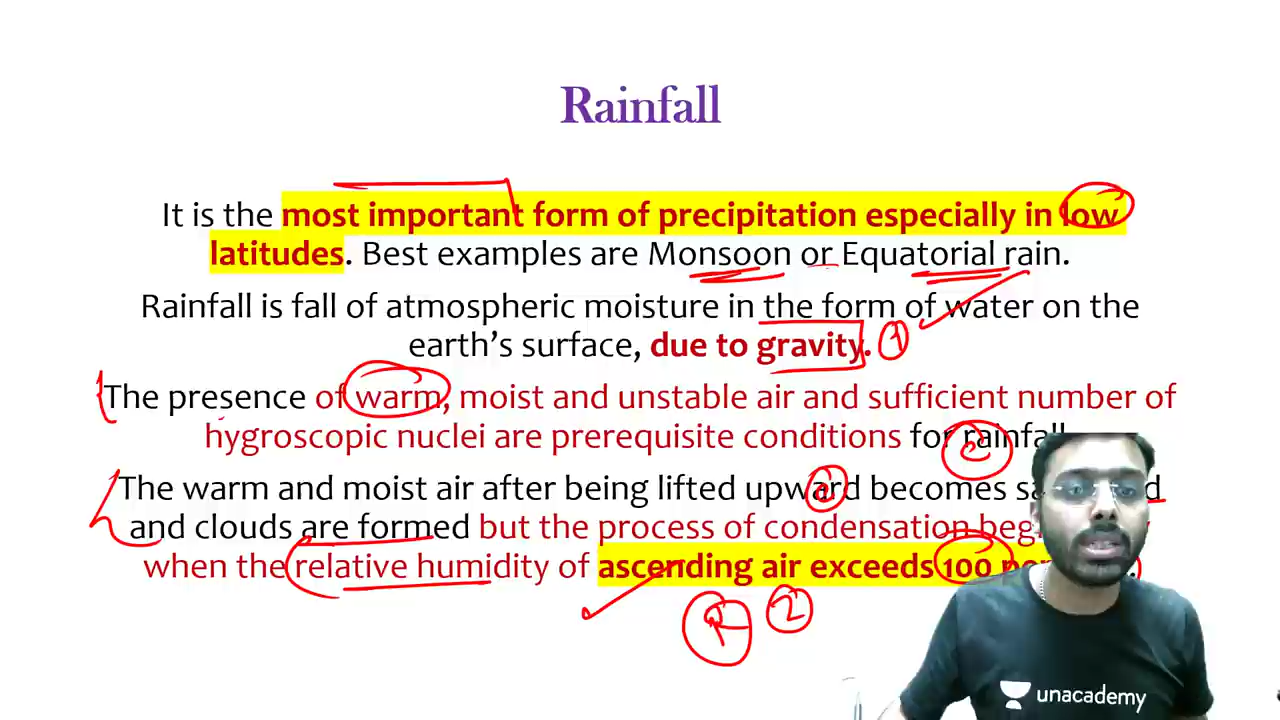 Rainfall
It is the most important form of precipitation especially in low
latitudes. Best examples are Monsoon or Equatorial rain.
Rainfall is fall of atmospheric moisture in the form of water on the
earth's surface, due to gravity. 1
The presence of warm, moist and unstable air and sufficient number of
hygroscopic nuclei are prerequisite conditions for rainfall
The warm and moist air after being lifted upward becomes
and clouds are formed but the process of condensation
when the relative humidity of ascending air exceeds 100
2
unacademy